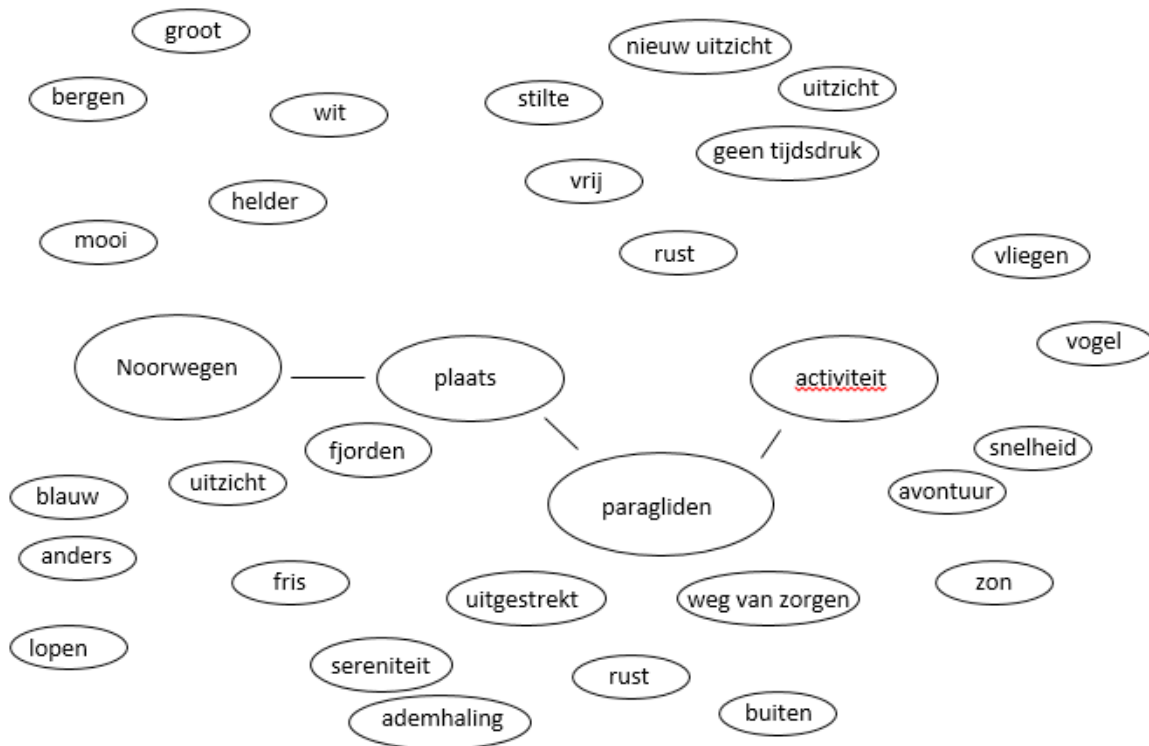 groot
nieuw uitzicht
uitzicht
bergen
stilte
wit
geen tijdsdruk
vrij
helder
mooi
rust
vliegen
vogel
Noorwegen
plaats
activiteit
fjorden
snelheid
uitzicht
avontuur
blauw
paragliden
anders
fris
zon
uitgestrekt
weg van zorgen
lopen
sereniteit
rust
buiten
ademhaling